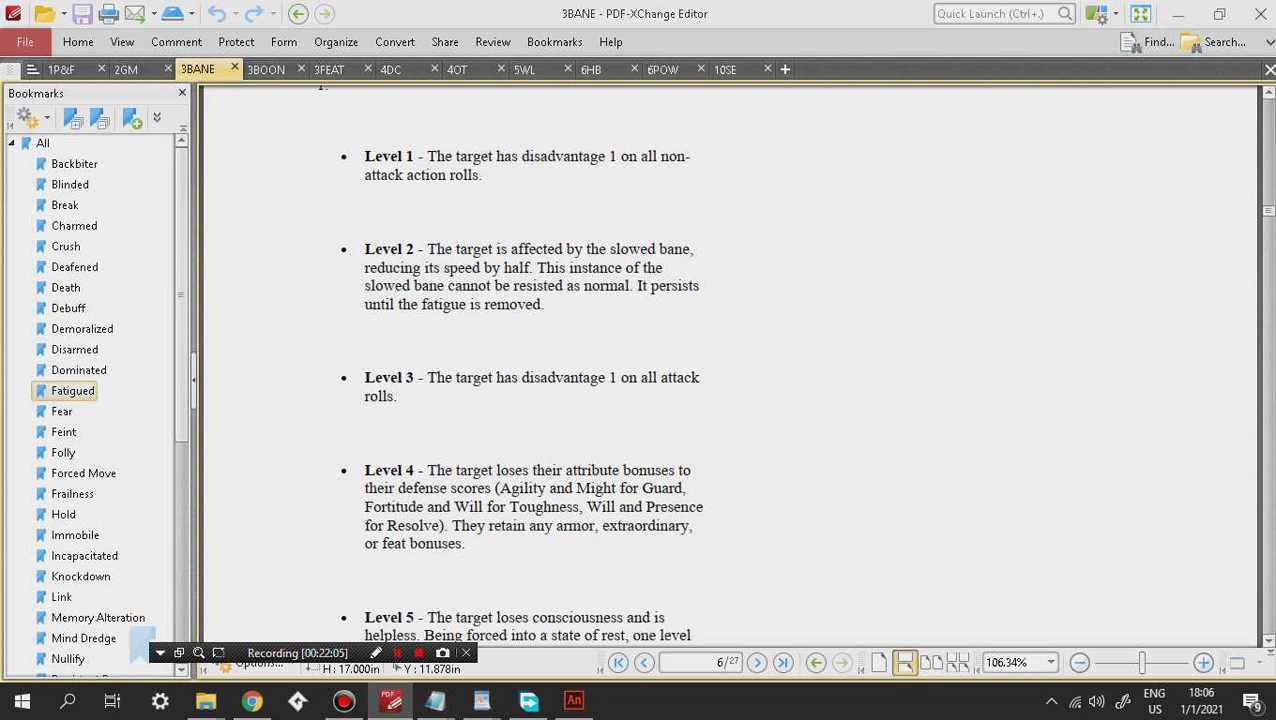 3BANE - PDF-XChange Editor
Quick Launch (Ctrl+.)
File Home View Comment Protect Form Organize Convert Share Review Bookmarks Help
Find... Search...
1P&F 2GM 3BANE 3BOON 3FEAT 4DC 4OT 5WL 6HB 6POW 10SE
Bookmarks
All
Backbiter
Blinded
Break
Charmed
Crush
Deafened
Death
Debuff
Demoralized
Disarmed
Dominated
Fatigued
Fear
Feint
Folly
Forced Move
Frailness
Hold
Immobile
Incapacitated
Knockdown
Link
Memory Alteration
Mind Dredge
Nullify
• Level 1 - The target has disadvantage 1 on all non-
attack action rolls.
• Level 2 - The target is affected by the slowed bane,
reducing its speed by half. This instance of the
slowed bane cannot be resisted as normal. It persists
until the fatigue is removed.
• Level 3 - The target has disadvantage 1 on all attack
rolls.
• Level 4 - The target loses their attribute bonuses to
their defense scores (Agility and Might for Guard,
Fortitude and Will for Toughness, Will and Presence
for Resolve). They retain any armor, extraordinary,
or feat bonuses.
• Level 5 - The target loses consciousness and is
helpless. Being forced into a state of rest, one level
Recording [00:22:05]
Options...
H: 17.000in Y: 11.878in
6/27
106.34%
PDF
An
ENG
US
18:06
1/1/2021
9